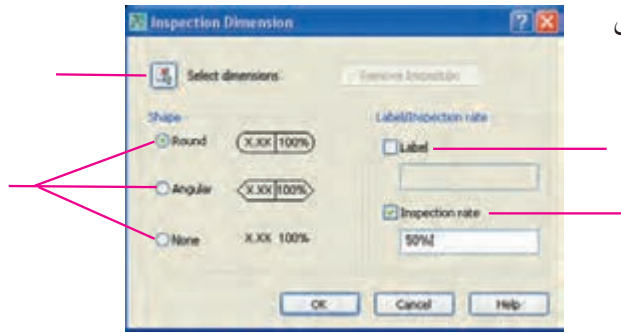 Inspection Dimension
Select dimensions
Remove Inspection
Shape
Label/Inspection rate
Round
X.XX 100%
Label
Angular
X.XX 100%
Inspection rate
None
X.XX 100%
50%
OK
Cancel
Help